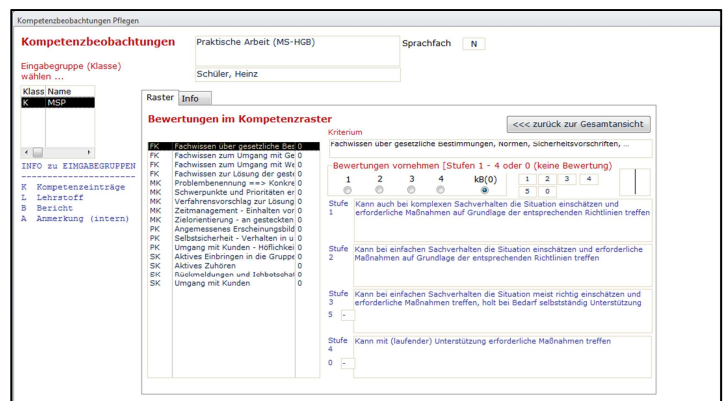 Kompetenzbeobachtungen Pflegen
Kompetenzbeobachtungen
Praktische Arbeit (MS-HGB)
Sprachfach N
Eingabegruppe (Klasse)
wählen ...
Schüler, Heinz
Klass Name
K MSP
INFO zu EIMGABEGRUPPEN
--------------------
K Kompetenzeinträge
L Lehrstoff
B Bericht
A Anmerkung (intern)
Raster Info
Bewertungen im Kompetenzraster
<<< zurück zur Gesamtansicht
FK Fachwissen über gesetzliche Bes 0
FK Fachwissen zum Umgang mit Ge 0
FK Fachwissen zum Umgang mit We 0
FK Fachwissen zur Lösung der geste 0
MK Problembenennung ==> Konkre 0
MK Schwerpunkte und Prioritäten er 0
MK Verfahrensvorschlag zur Lösung 0
MK Zeitmanagement - Einhalten vor 0
MK Zielorientierung - an gesteckten 0
PK Angemessenes Erscheinungsbild 0
PK Selbstsicherheit - Verhalten in u 0
PK Umgang mit Kunden - Höflichkei 0
SK Aktives Einbringen in die Gruppe 0
SK Aktives Zuhören 0
SK Rückmeldungen und Ichbotschaf 0
SK Umgang mit Kunden 0
Kriterium
Fachwissen über gesetzliche Bestimmungen, Normen, Sicherheitsvorschriften, ...
Bewertungen vornehmen [Stufen 1 - 4 oder 0 (keine Bewertung)
1 2 3 4 kB(0)
1 2 3 4
5 0
Stufe 1 Kann auch bei komplexen Sachverhalten die Situation einschätzen und
erforderliche Maßnahmen auf Grundlage der entsprechenden Richtlinien treffen
Stufe 2 Kann bei einfachen Sachverhalten die Situation einschätzen und erforderliche
Maßnahmen auf Grundlage der entsprechenden Richtlinien treffen
Stufe 3 Kann bei einfachen Sachverhalten die Situation meist richtig einschätzen und
erforderliche Maßnahmen treffen, holt bei Bedarf selbstständig Unterstützung
5 -
Stufe 4 Kann mit (laufender) Unterstützung erforderliche Maßnahmen treffen
0 -